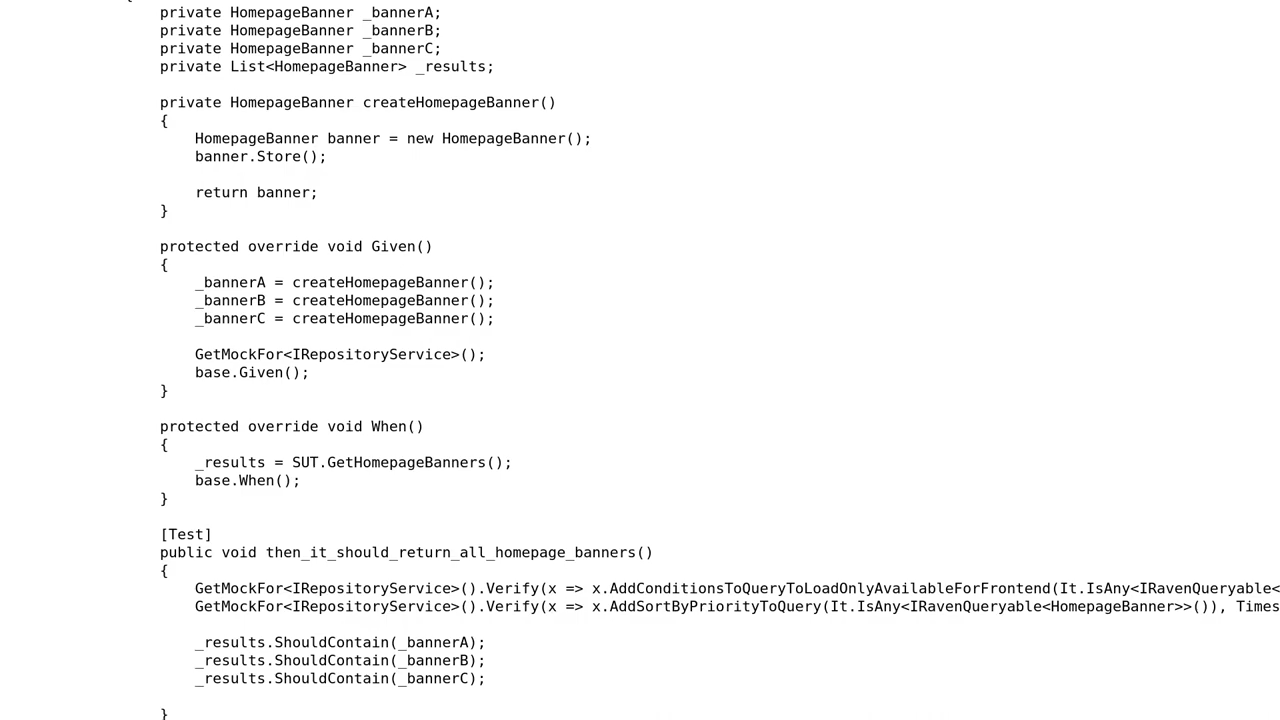 {
private HomepageBanner _bannerA;
private HomepageBanner _bannerB;
private HomepageBanner _bannerC;
private List<HomepageBanner> _results;
private HomepageBanner createHomepageBanner()
{
HomepageBanner banner = new HomepageBanner();
banner.Store();
return banner;
}
protected override void Given()
{
_bannerA = createHomepageBanner();
_bannerB = createHomepageBanner();
_bannerC = createHomepageBanner();
GetMockFor<IRepositoryService>();
base.Given();
}
protected override void When()
{
_results = SUT.GetHomepageBanners();
base.When();
}
[Test]
public void then_it_should_return_all_homepage_banners()
{
GetMockFor<IRepositoryService>().Verify(x => x.AddConditionsToQueryToLoadOnlyAvailableForFrontend(It.IsAny<IRavenQueryable<
GetMockFor<IRepositoryService>().Verify(x => x.AddSortByPriorityToQuery(It.IsAny<IRavenQueryable<HomepageBanner>>()), Times
_results.ShouldContain(_bannerA);
_results.ShouldContain(_bannerB);
_results.ShouldContain(_bannerC);
}